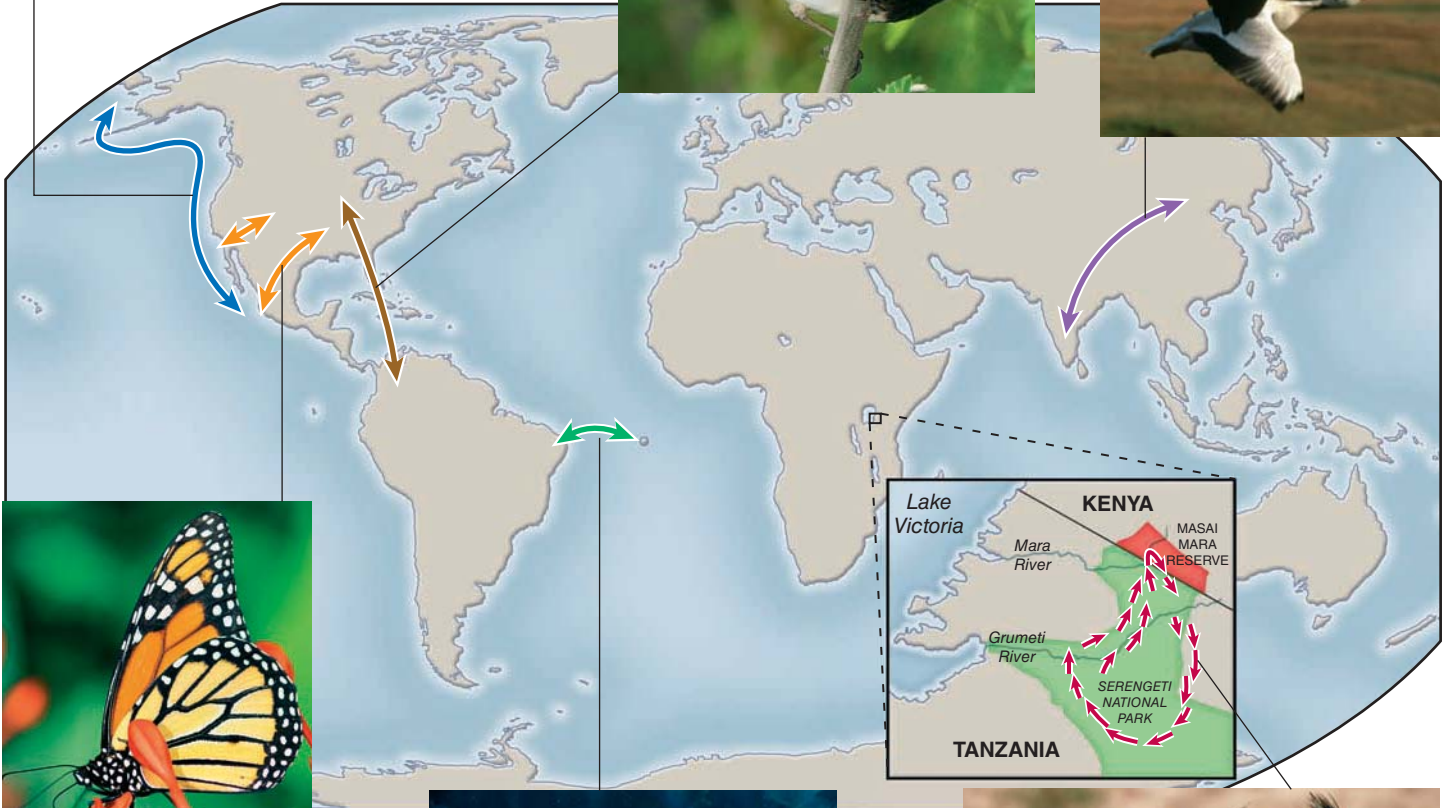 Lake
Victoria
KENYA
MASAI
MARA
RESERVE
Mara
River
Grumeti
River
SERENGETI
NATIONAL
PARK
TANZANIA